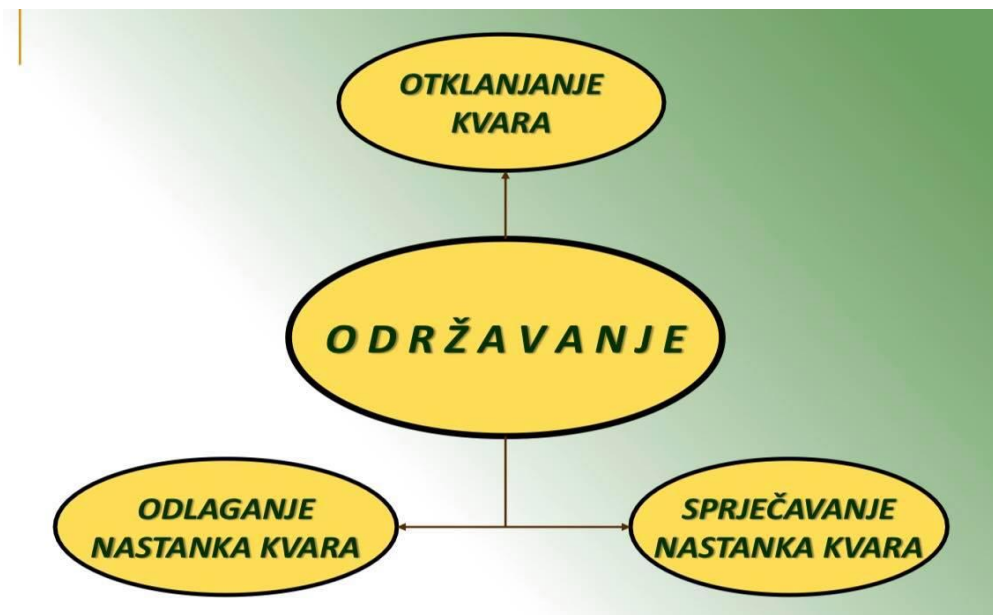 OTKLANJANJE
KVARA
O D R Ž A V A N J E
ODLAGANJE
NASTANKA KVARA
SPRJEČAVANJE
NASTANKA KVARA